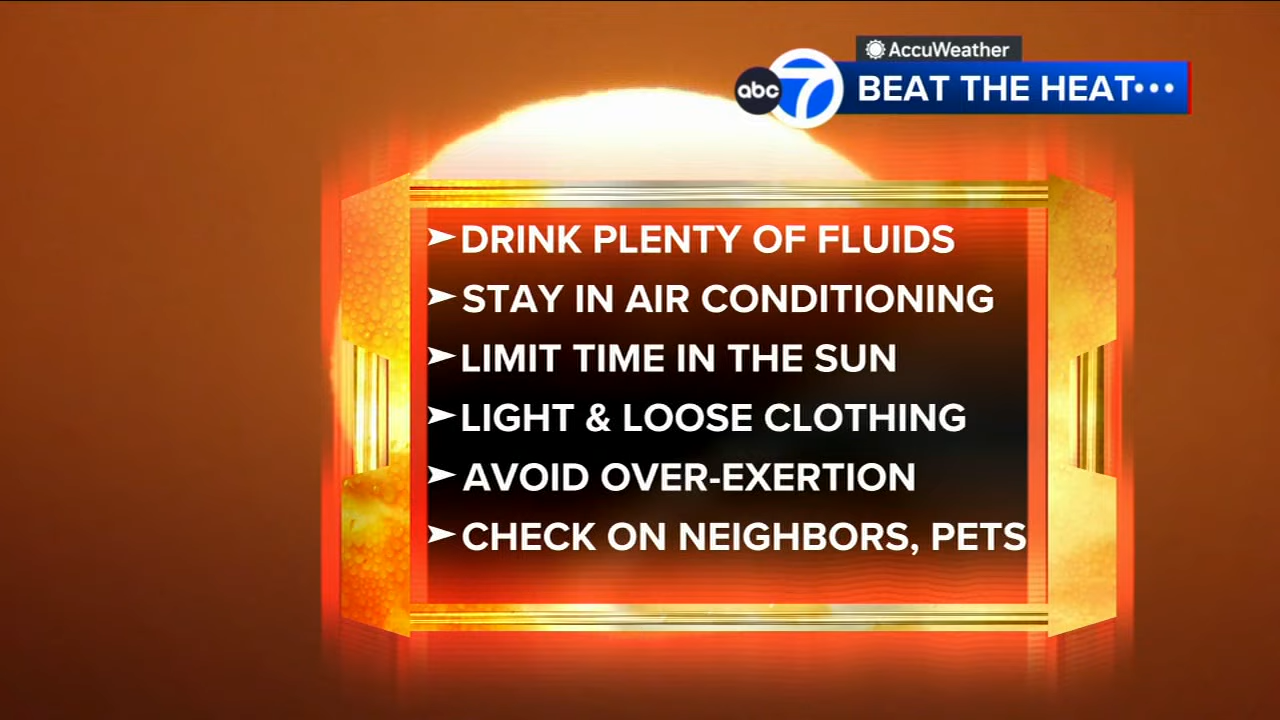 AccuWeather
abc 7 BEAT THE HEAT•••
➤DRINK PLENTY OF FLUIDS
➤STAY IN AIR CONDITIONING
➤LIMIT TIME IN THE SUN
➤LIGHT & LOOSE CLOTHING
➤AVOID OVER-EXERTION
➤CHECK ON NEIGHBORS, PETS